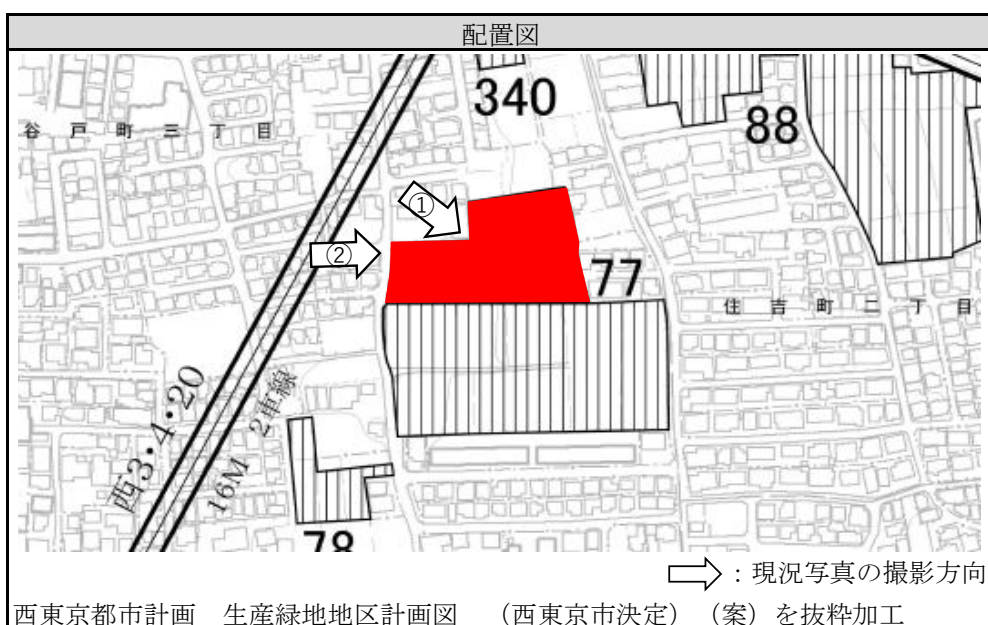 配置図
340
88
谷戸町三丁目
①
②
77
住吉町二丁目
西3・4・20
16M 2車線
78
：現況写真の撮影方向
西東京都市計画 生産緑地地区計画図 （西東京市決定）（案）を抜粋加工